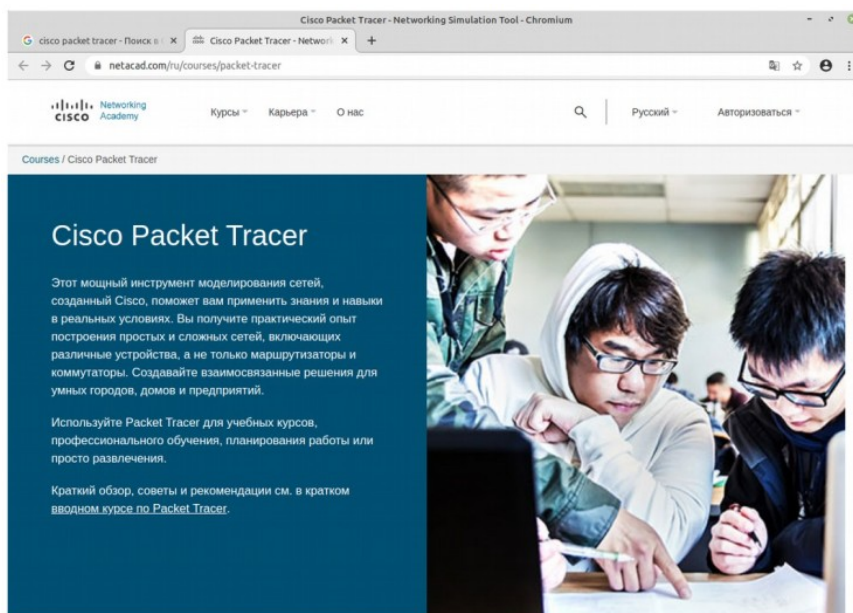 Cisco Packet Tracer - Networking Simulation Tool - Chromium
cisco packet tracer - Поиск в
Cisco Packet Tracer - Network
netacad.com/ru/courses/packet-tracer
CISCO
Networking
Academy
Курсы
Карьера
О нас
Русский
Авторизоваться
Courses / Cisco Packet Tracer
Cisco Packet Tracer
Этот мощный инструмент моделирования сетей,
созданный Cisco, поможет вам применить знания и навыки
в реальных условиях. Вы получите практический опыт
построения простых и сложных сетей, включающих
различные устройства, а не только маршрутизаторы и
коммутаторы. Создавайте взаимосвязанные решения для
умных городов, домов и предприятий.
Используйте Packet Tracer для учебных курсов,
профессионального обучения, планирования работы или
просто развлечения.
Краткий обзор, советы и рекомендации см. в кратком
вводном курсе по Packet Tracer.